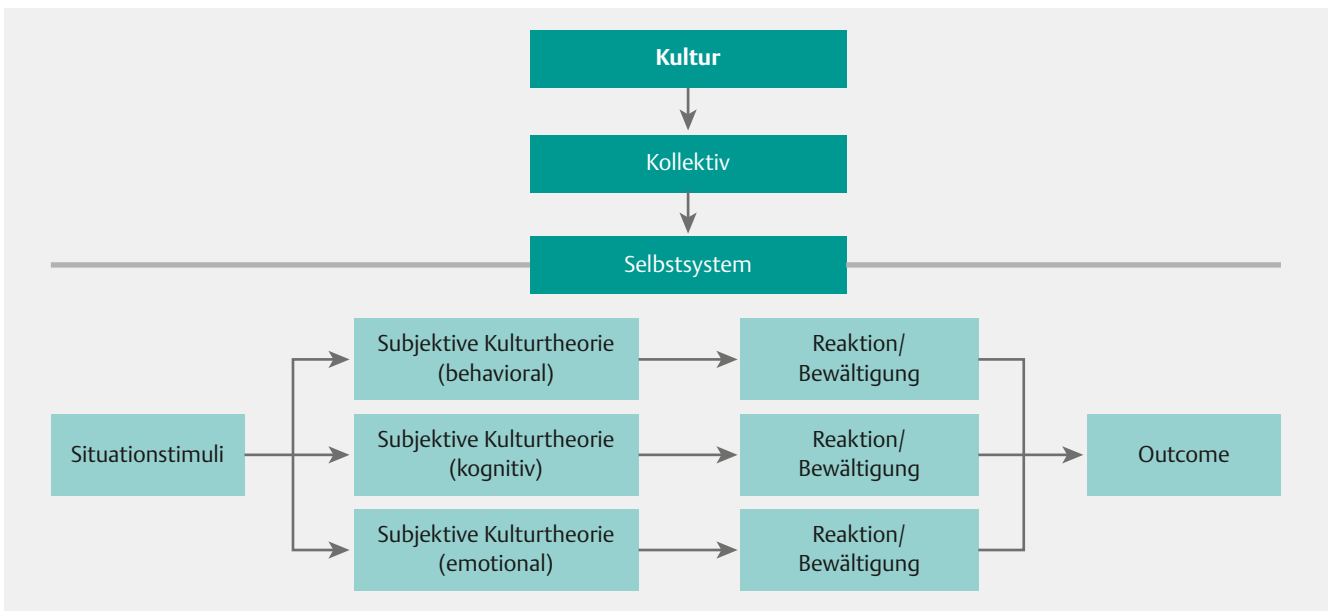 Kultur
Kollektiv
Selbstsystem
Subjektive Kulturtheorie
(behavioral)
Reaktion/
Bewältigung
Situationstimuli
Subjektive Kulturtheorie
(kognitiv)
Reaktion/
Bewältigung
Outcome
Subjektive Kulturtheorie
(emotional)
Reaktion/
Bewältigung